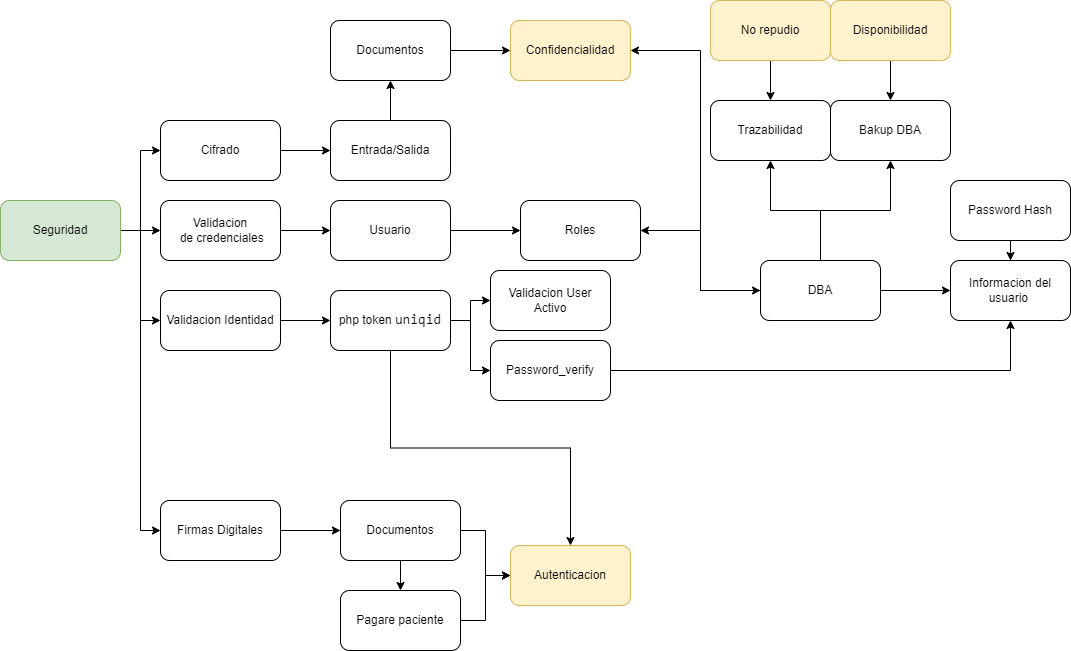 Documentos
Confidencialidad
No repudio
Disponibilidad
Cifrado
Entrada/Salida
Trazabilidad
Bakup DBA
Seguridad
Validacion
de credenciales
Usuario
Roles
Password Hash
Validacion Identidad
php token uniqid
Validacion User
Activo
DBA
Informacion del
usuario
Password_verify
Firmas Digitales
Documentos
Autenticacion
Pagare paciente